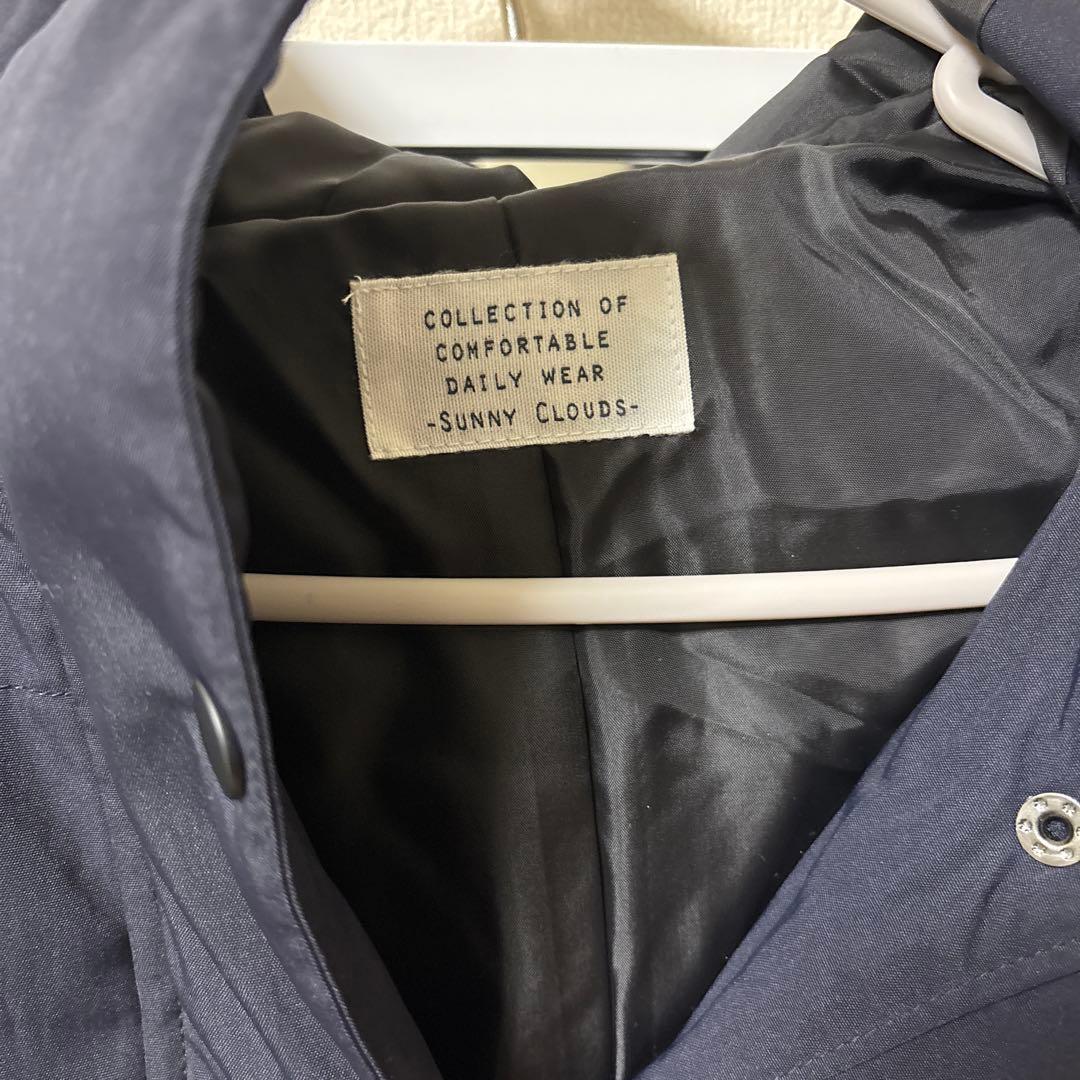 COLLECTION OF
COMFORTABLE
DAILY WEAR
-SUNNY CLOUDS-